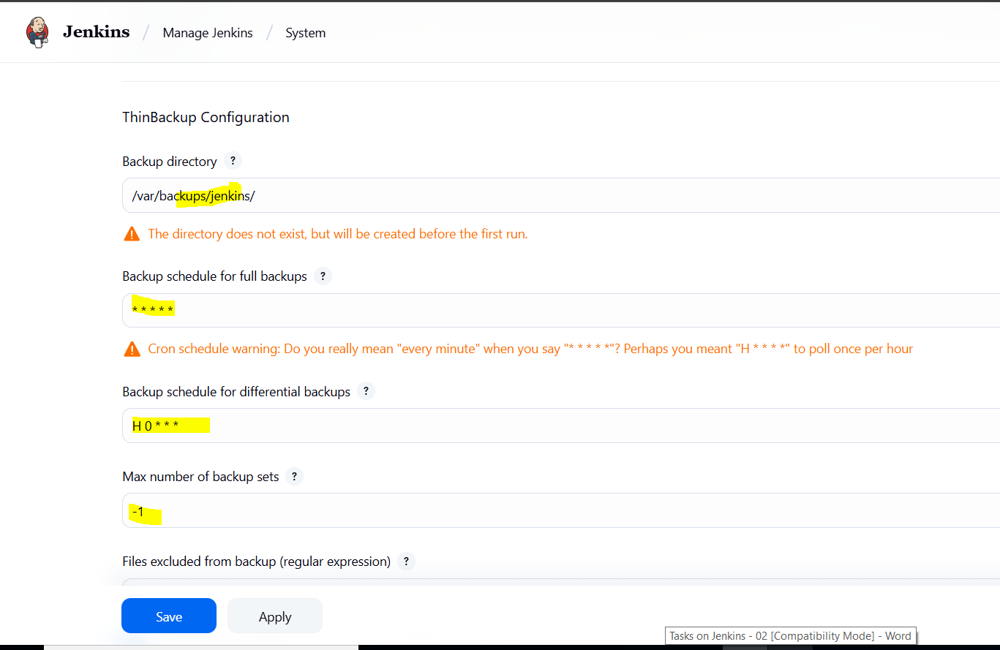 Jenkins / Manage Jenkins / System
ThinBackup Configuration
Backup directory ?
/var/backups/jenkins/
The directory does not exist, but will be created before the first run.
Backup schedule for full backups ?
* * * * *
Cron schedule warning: Do you really mean "every minute" when you say "* * * * *"? Perhaps you meant "H * * * *" to poll once per hour
Backup schedule for differential backups ?
H 0 * * *
Max number of backup sets ?
-1
Files excluded from backup (regular expression) ?
Save Apply
Tasks on Jenkins - 02 [Compatibility Mode] - Word